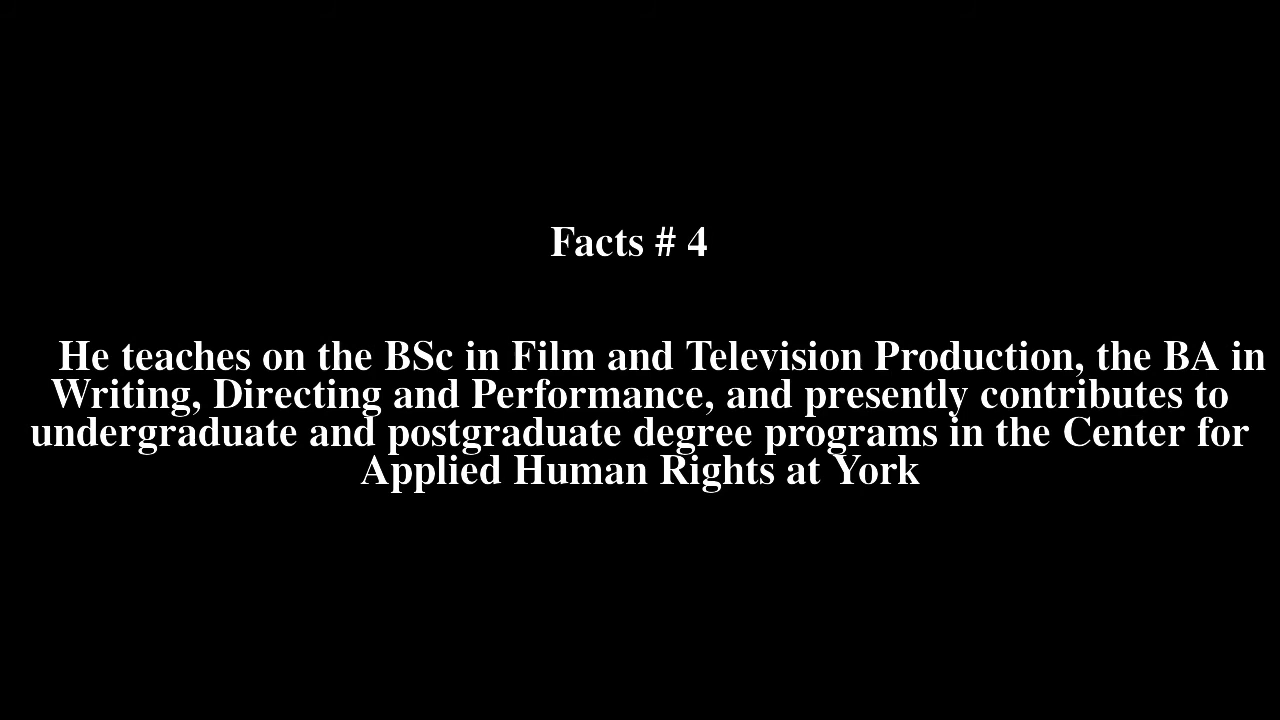 Facts # 4
He teaches on the BSc in Film and Television Production, the BA in
Writing, Directing and Performance, and presently contributes to
undergraduate and postgraduate degree programs in the Center for
Applied Human Rights at York